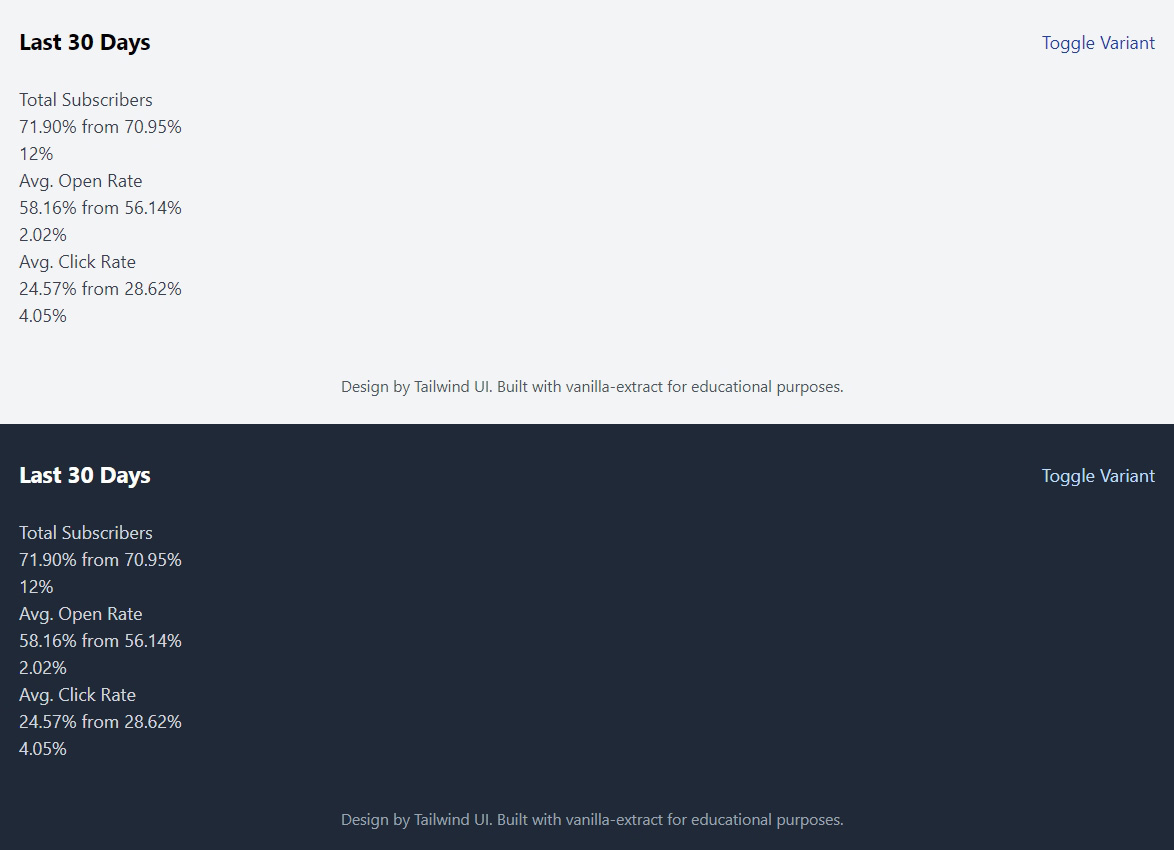 Last 30 Days
Toggle Variant
Total Subscribers
71.90% from 70.95%
12%
Avg. Open Rate
58.16% from 56.14%
2.02%
Avg. Click Rate
24.57% from 28.62%
4.05%
Design by Tailwind UI. Built with vanilla-extract for educational purposes.
Last 30 Days
Toggle Variant
Total Subscribers
71.90% from 70.95%
12%
Avg. Open Rate
58.16% from 56.14%
2.02%
Avg. Click Rate
24.57% from 28.62%
4.05%
Design by Tailwind UI. Built with vanilla-extract for educational purposes.